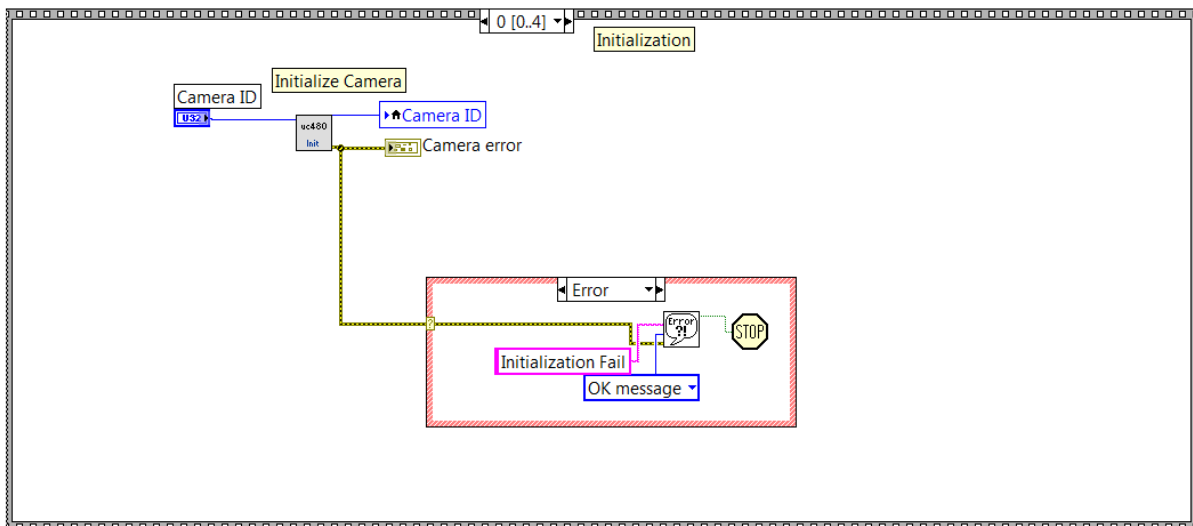 0 [0..4]
Initialization
Initialize Camera
Camera ID
U32
uc480
Init
Camera ID
Camera error
Error
?
Error
?!
STOP
Initialization Fail
OK message